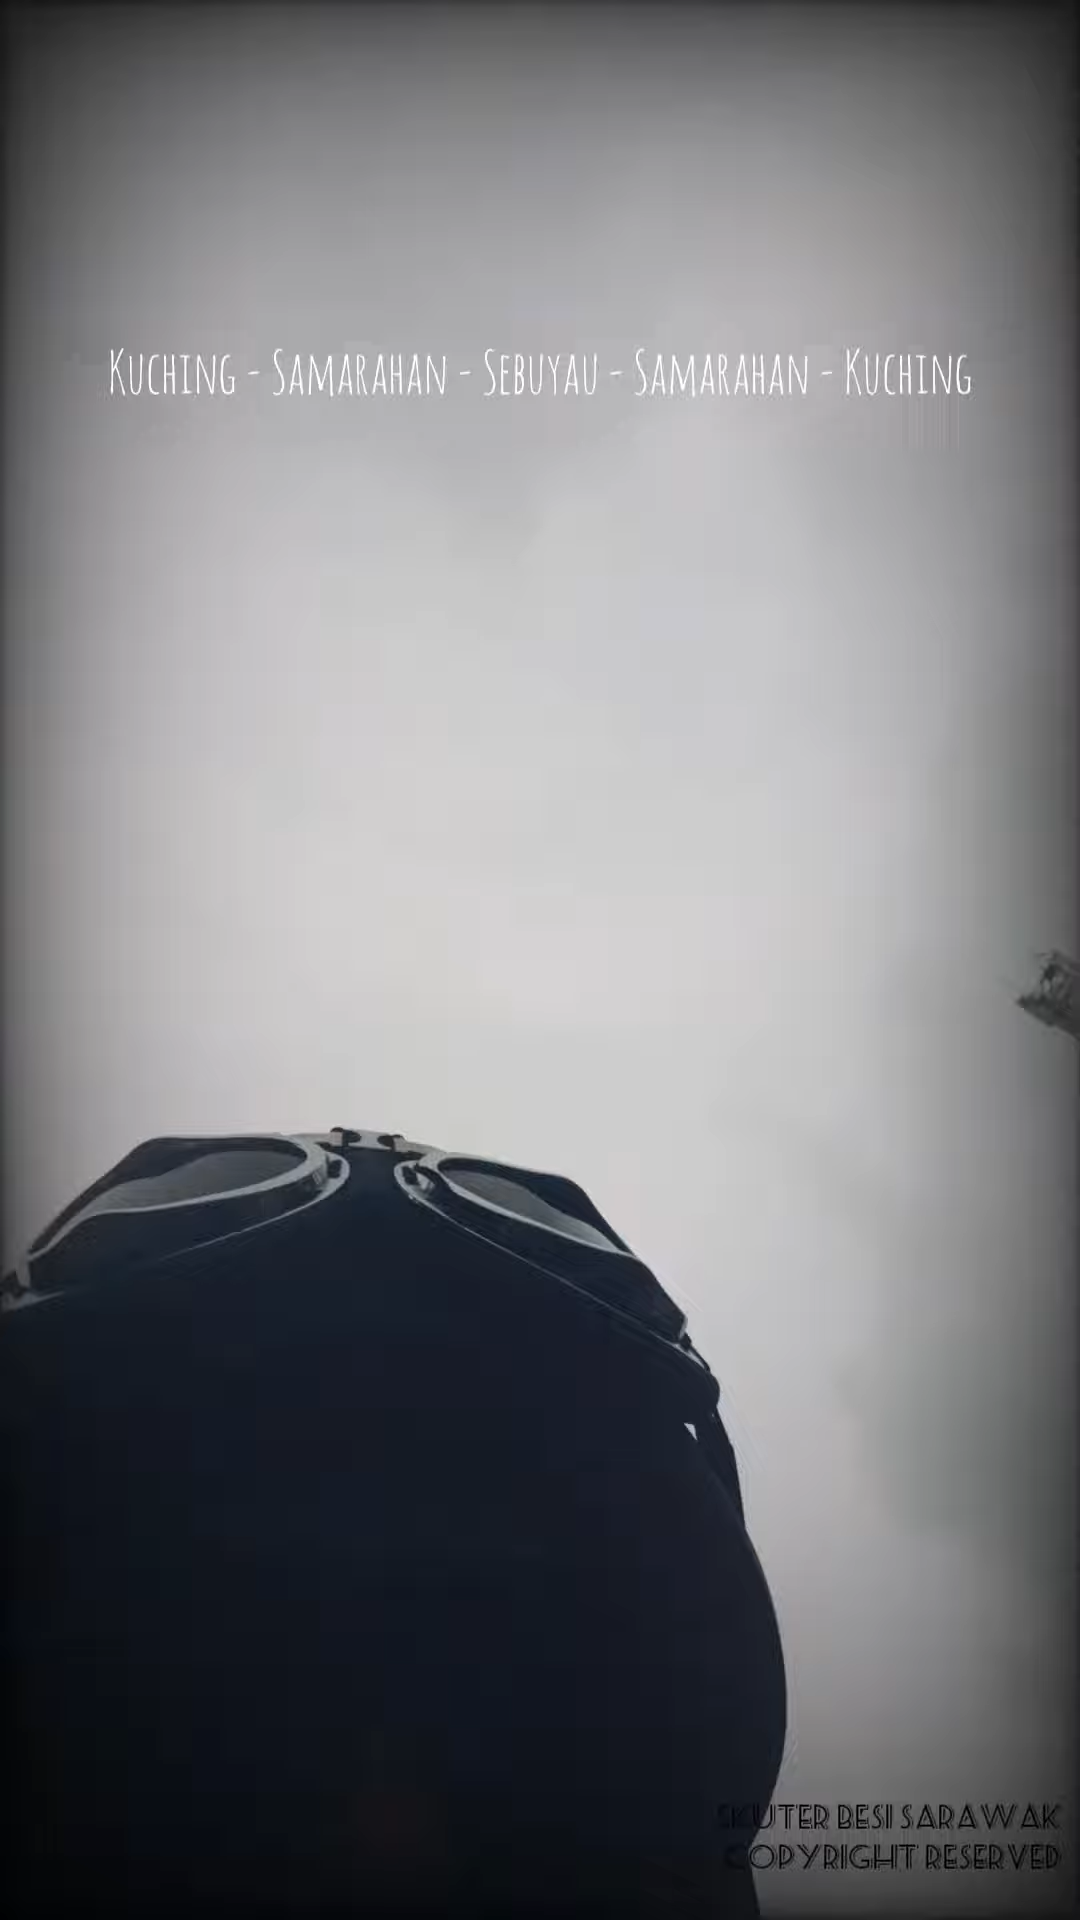 Kuching - Samarahan - Sebuyau - Samarahan - Kuching
SKUTER BESI SARAWAK
COPYRIGHT RESERVED